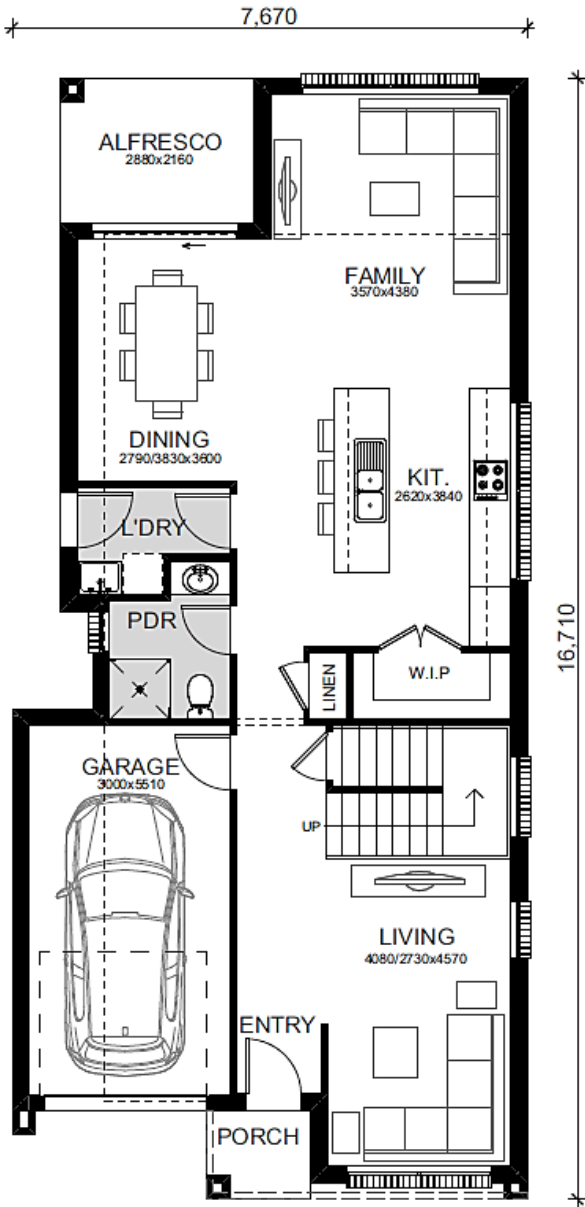 7,670
ALFRESCO
2880x2160
FAMILY
3570x4380
DINING
2790/3830x3600
KIT.
2620x3840
L'DRY
PDR
LINEN
W.I.P
16,710
GARAGE
3000x5510
UP
LIVING
4080/2730x4570
ENTRY
PORCH